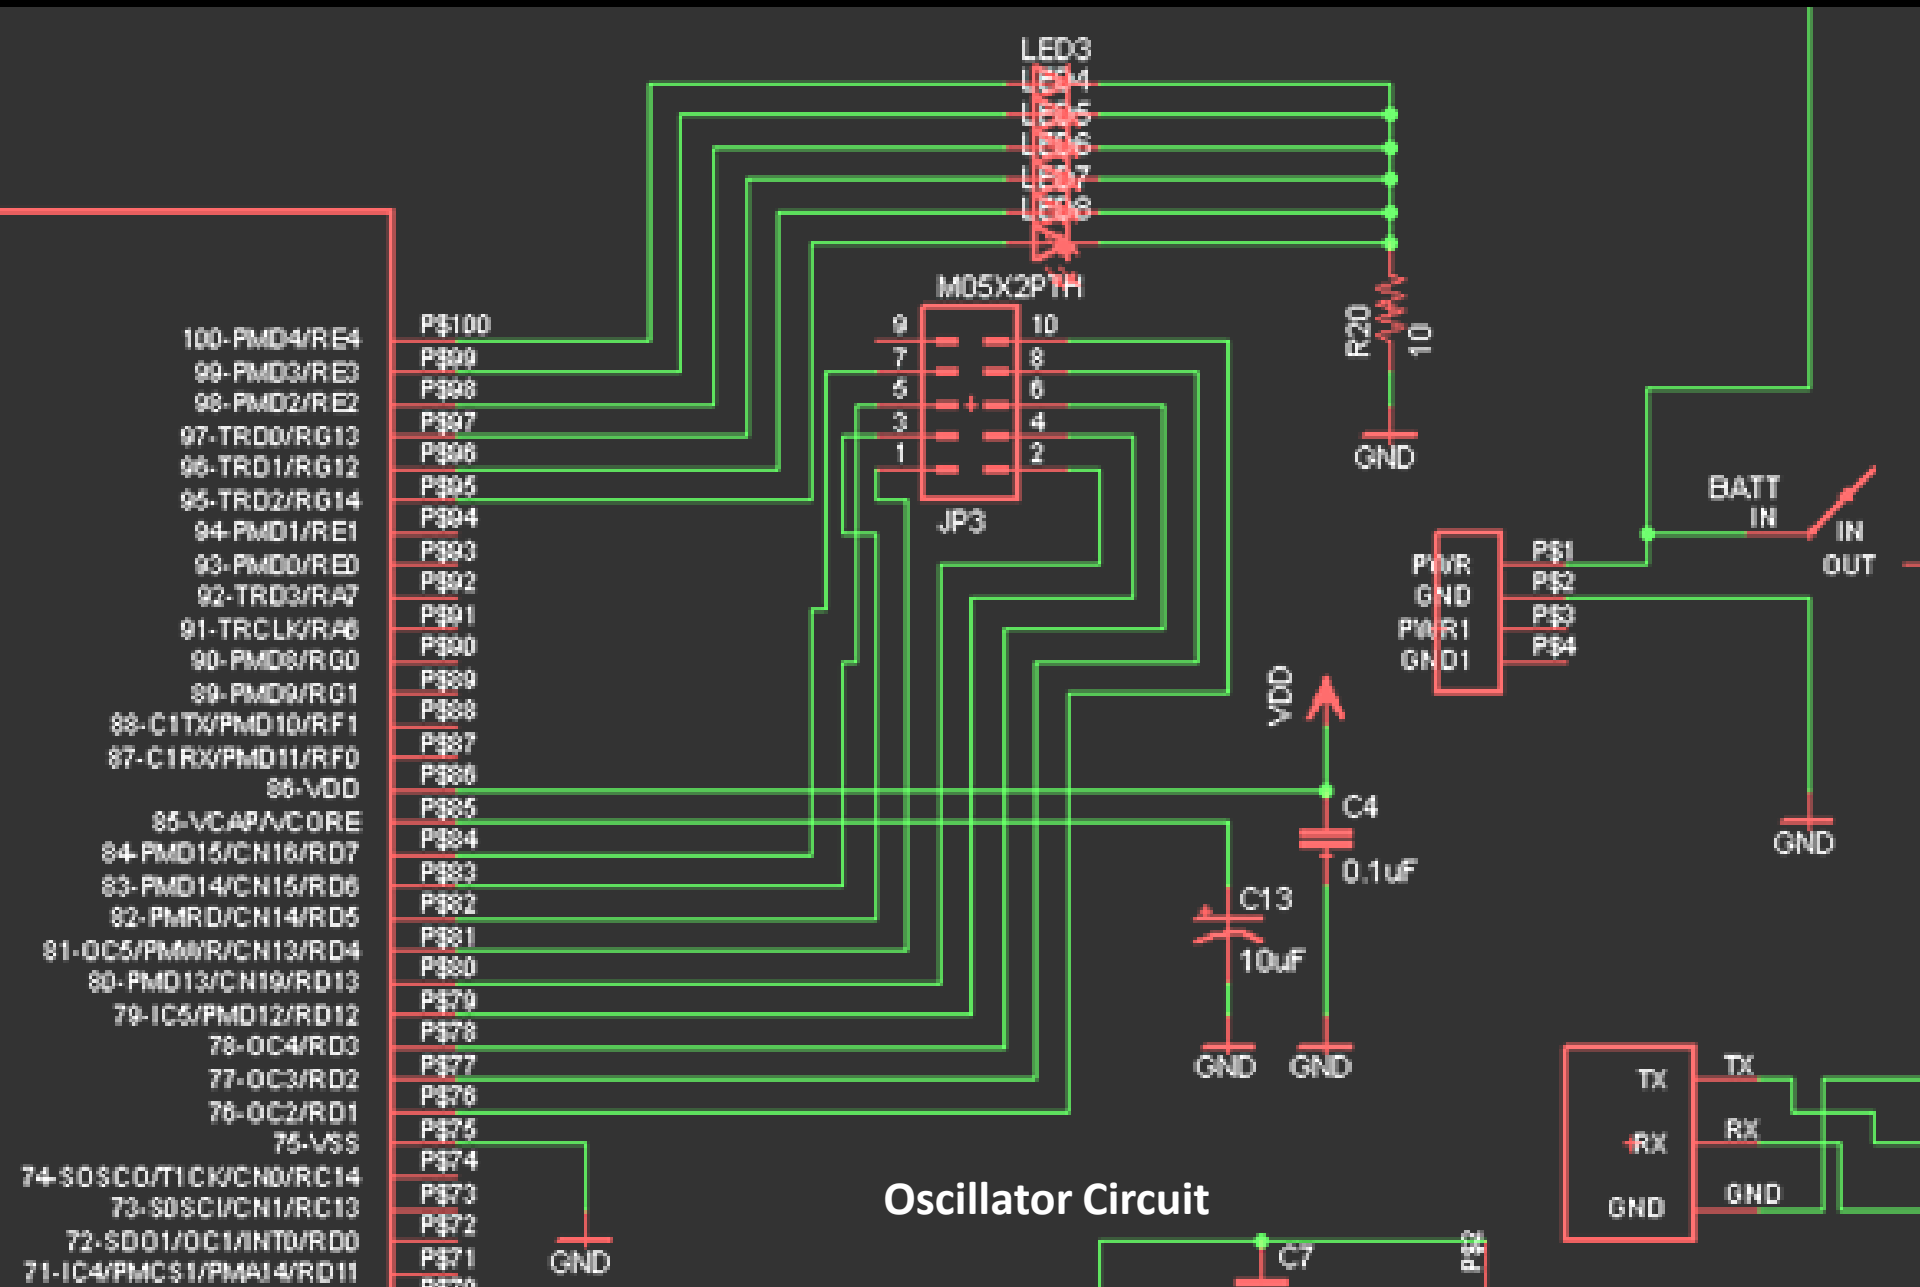 LED3
M05X2PTH
9
10
7
8
5
6
3
4
1
2
JP3
R20
10
GND
100-PMD4/RE4
P$100
99-PMD3/RE3
P$99
98-PMD2/RE2
P$98
97-TRD0/RG13
P$97
96-TRD1/RG12
P$96
95-TRD2/RG14
P$95
94-PMD1/RE1
P$94
93-PMD0/RE0
P$93
92-TRD3/RA7
P$92
91-TRCLK/RA6
P$91
90-PMD8/RG0
P$90
89-PMD9/RG1
P$89
88-C1TX/PMD10/RF1
P$88
87-C1RX/PMD11/RF0
P$87
86-VDD
P$86
85-VCAP/VCORE
P$85
84-PMD15/CN16/RD7
P$84
83-PMD14/CN15/RD6
P$83
82-PMRD/CN14/RD5
P$82
81-OC5/PMWR/CN13/RD4
P$81
80-PMD13/CN19/RD13
P$80
79-IC5/PMD12/RD12
P$79
78-OC4/RD3
P$78
77-OC3/RD2
P$77
76-OC2/RD1
P$76
75-VSS
P$75
74-SOSCO/T1CK/CN0/RC14
P$74
73-SOSCI/CN1/RC13
P$73
72-SDO1/OC1/INT0/RD0
P$72
71-IC4/PMCS1/PMA14/RD11
P$71
GND
BATT
IN
IN
OUT
PWR
P$1
GND
P$2
PWR1
P$3
GND1
P$4
GND
VDD
C4
0.1uF
C13
10uF
GND
GND
TX
TX
RX
RX
GND
GND
Oscillator Circuit
C7
P$2